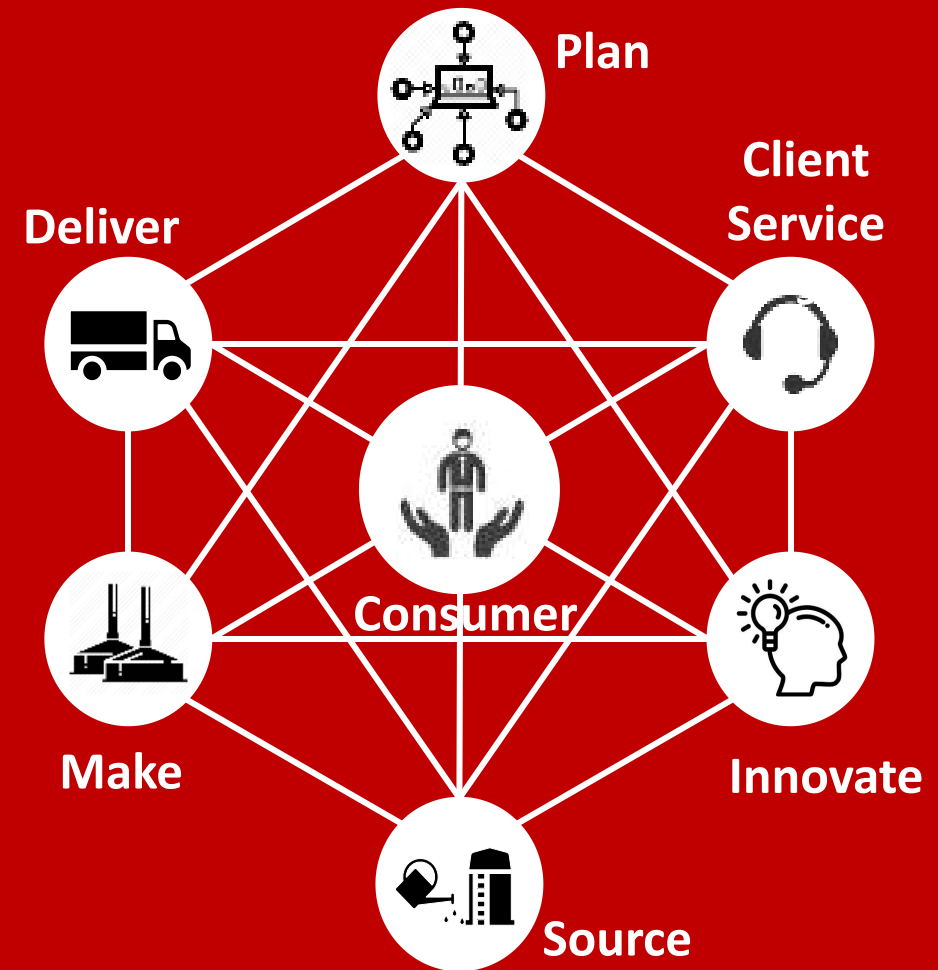 Plan
Client
Service
Deliver
Consumer
Make
Innovate
Source